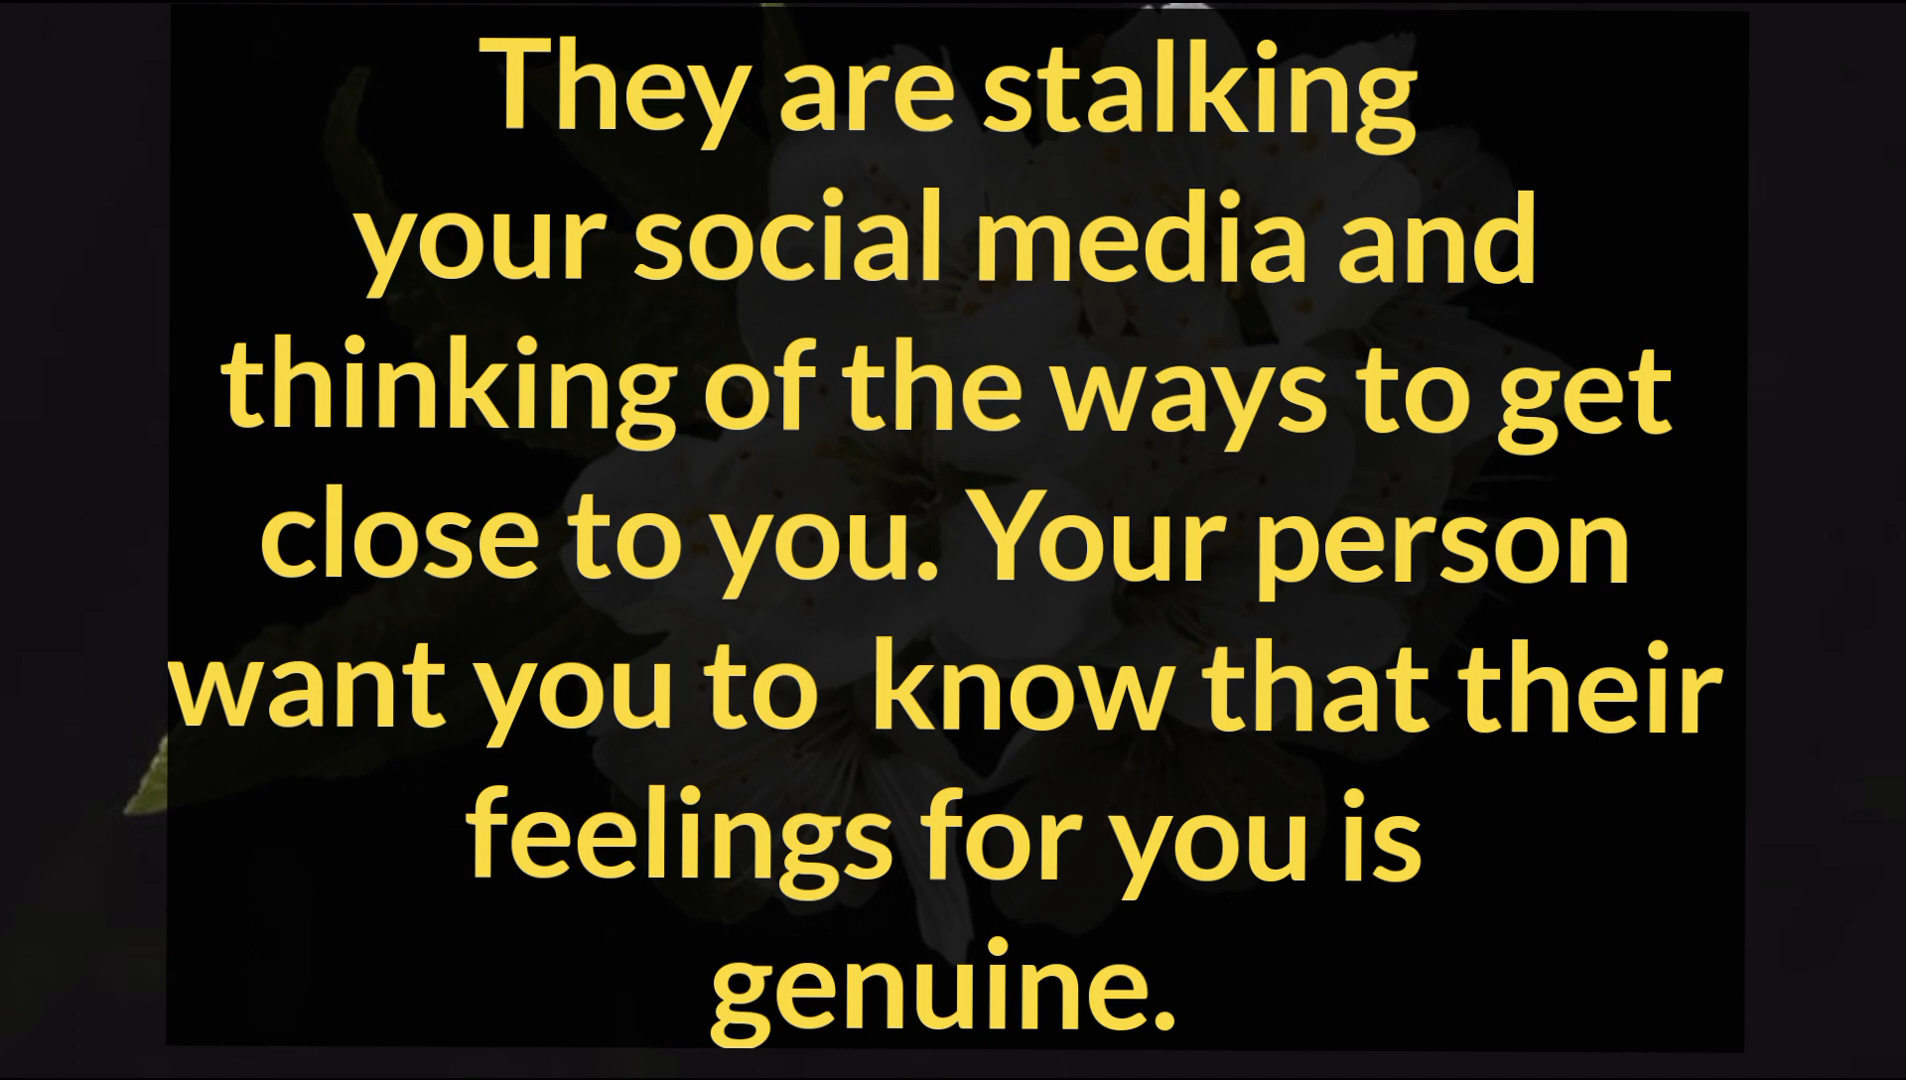 They are stalking
your social media and
thinking of the ways to get
close to you. Your person
want you to  know that their
feelings for you is
genuine.